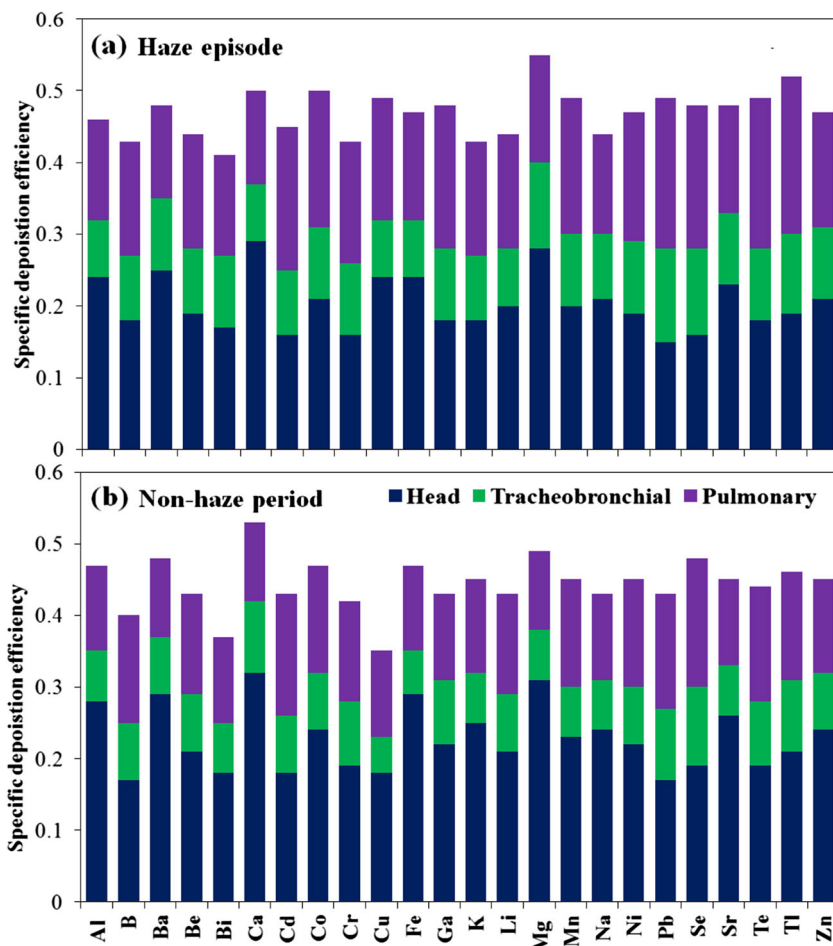 (a) Haze episode
Specific depoistion efficiency
0.6
0.5
0.4
0.3
0.2
0.1
0
(b) Non-haze period
Head Tracheobronchial Pulmonary
Specific depoistion efficiency
0.6
0.5
0.4
0.3
0.2
0.1
0
Al B Ba Be Bi Ca Cd Co Cr Cu Fe Ga K Li Mg Mn Na Ni Pb Se Sr Te Tl Zn